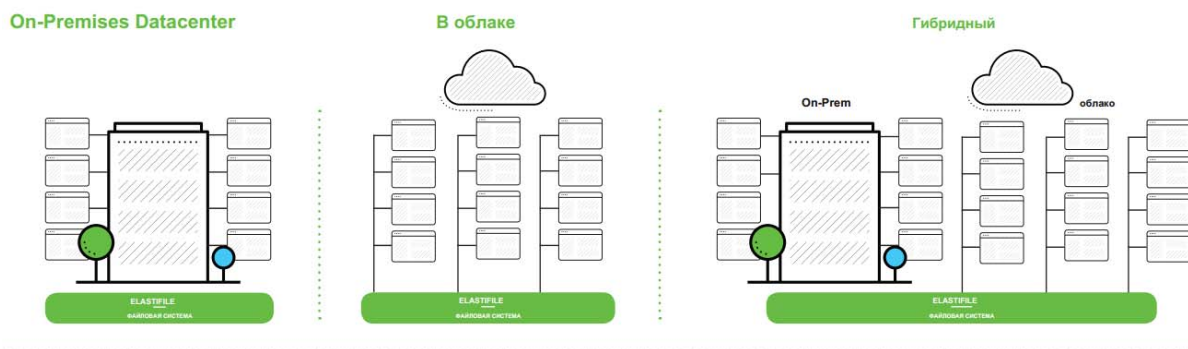 On-Premises Datacenter
В облаке
Гибридный
On-Prem
облако
ELASTIFILE
ФАЙЛОВАЯ СИСТЕМА
ELASTIFILE
ФАЙЛОВАЯ СИСТЕМА
ELASTIFILE
ФАЙЛОВАЯ СИСТЕМА